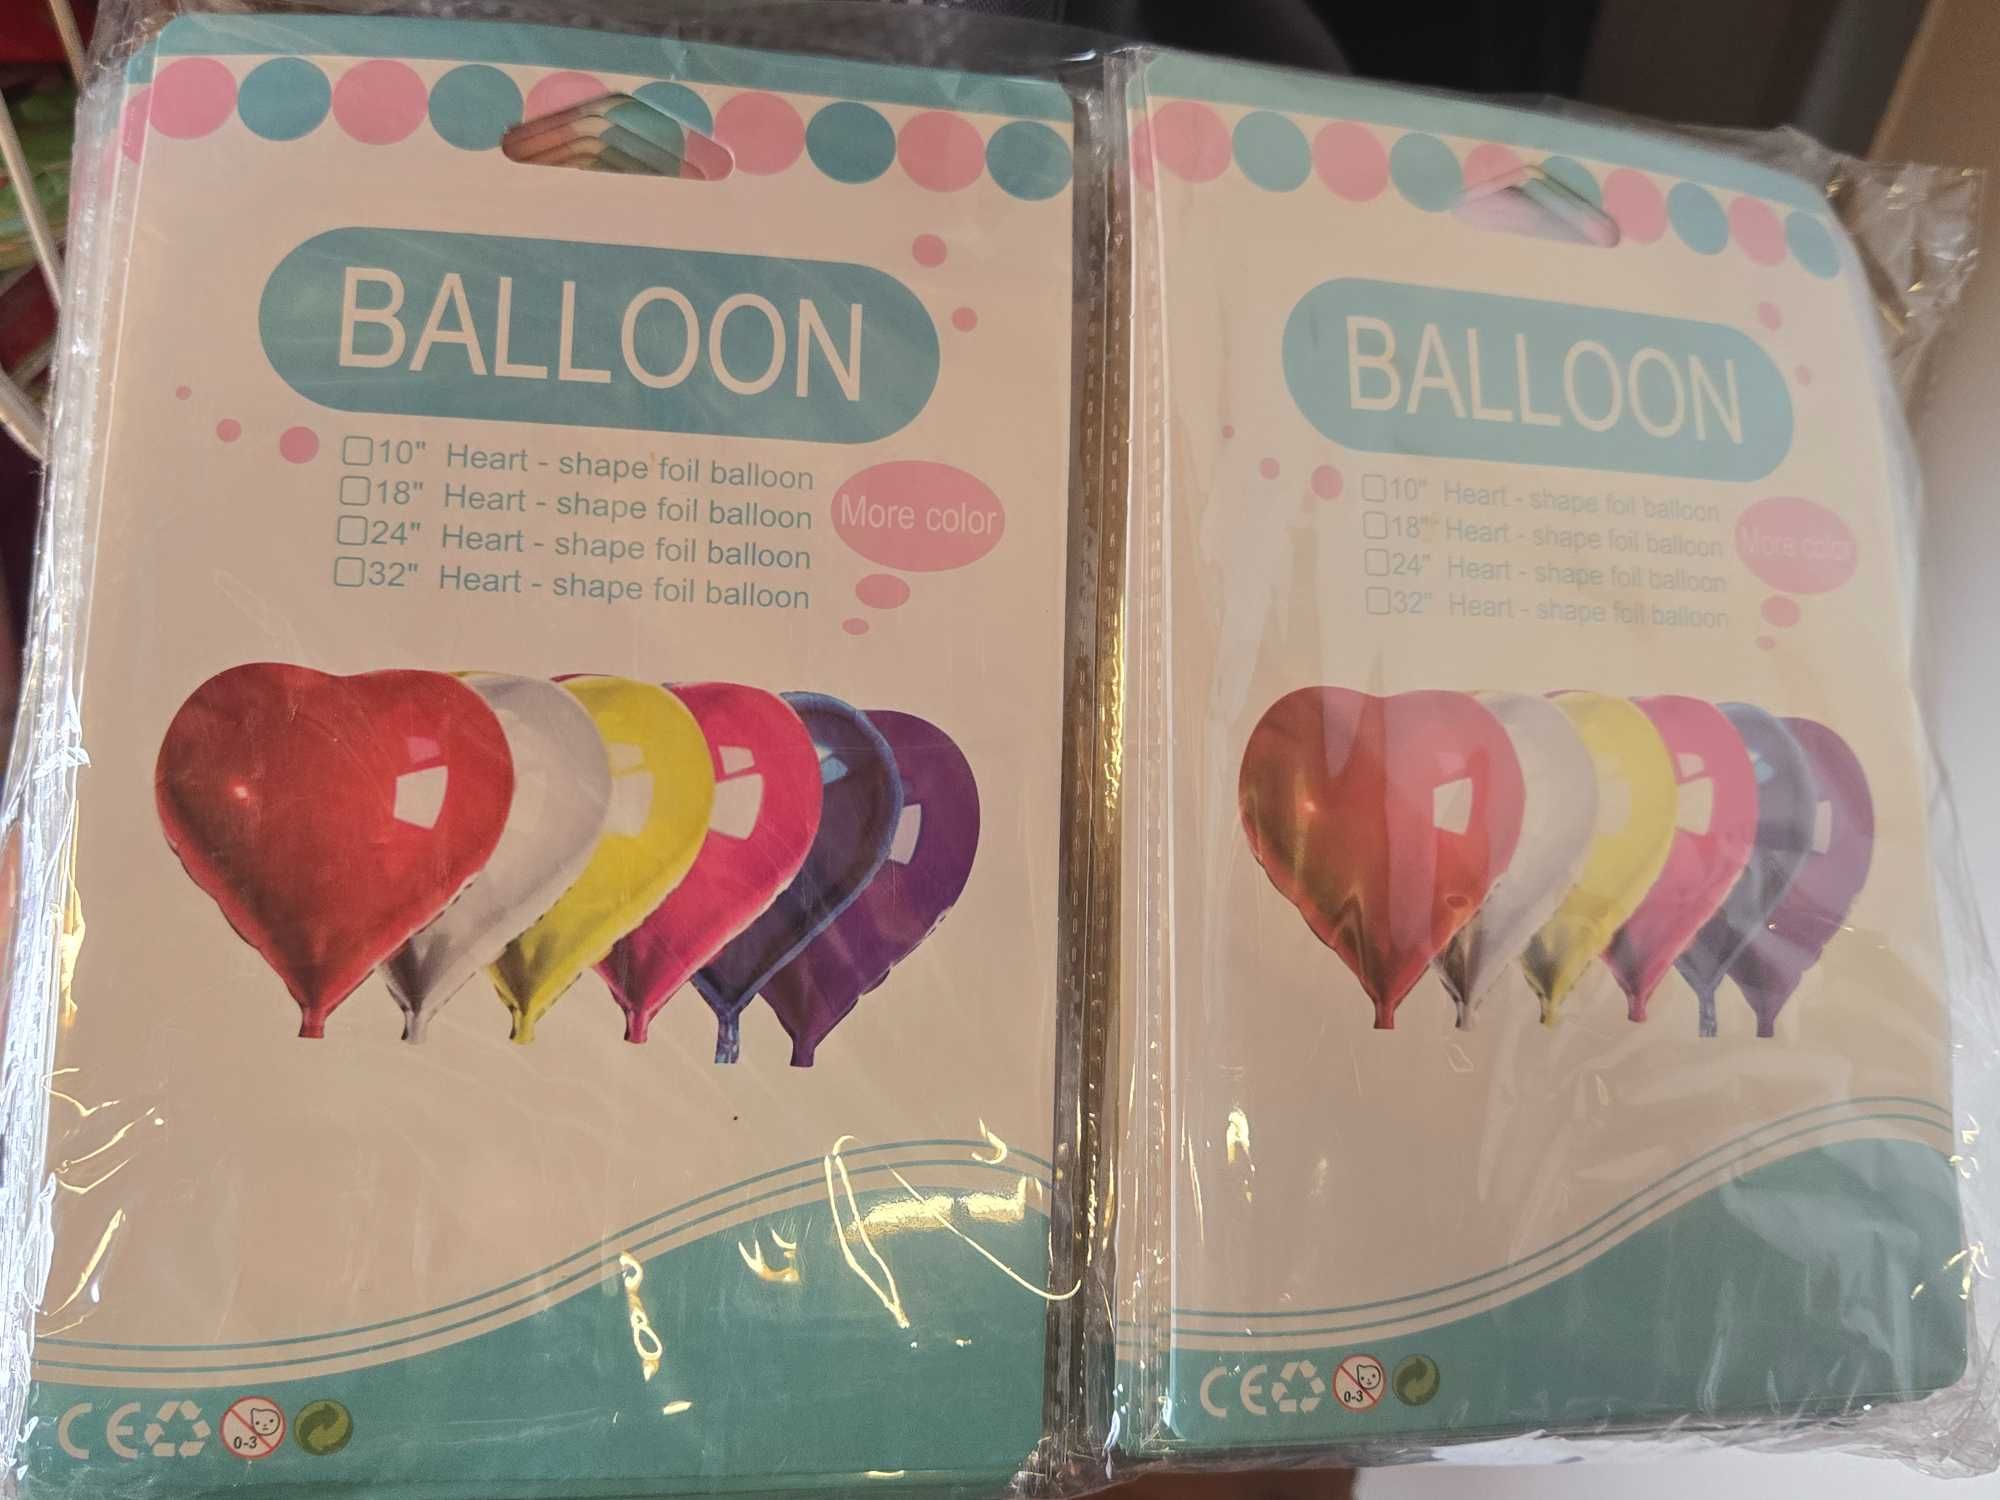 BALLOON
10" Heart - shape foil balloon
18" Heart - shape foil balloon
24" Heart - shape foil balloon
32" Heart - shape foil balloon
More color
CE
0-3
BALLOON
10" Heart - shape foil balloon
18" Heart - shape foil balloon
24" Heart - shape foil balloon
32" Heart - shape foil balloon
More color
CE
0-3